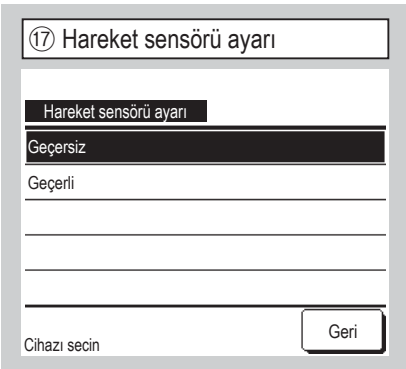 ⑰ Hareket sensörü ayarı
Hareket sensörü ayarı
Geçersiz
Geçerli
Cihazı secin
Geri